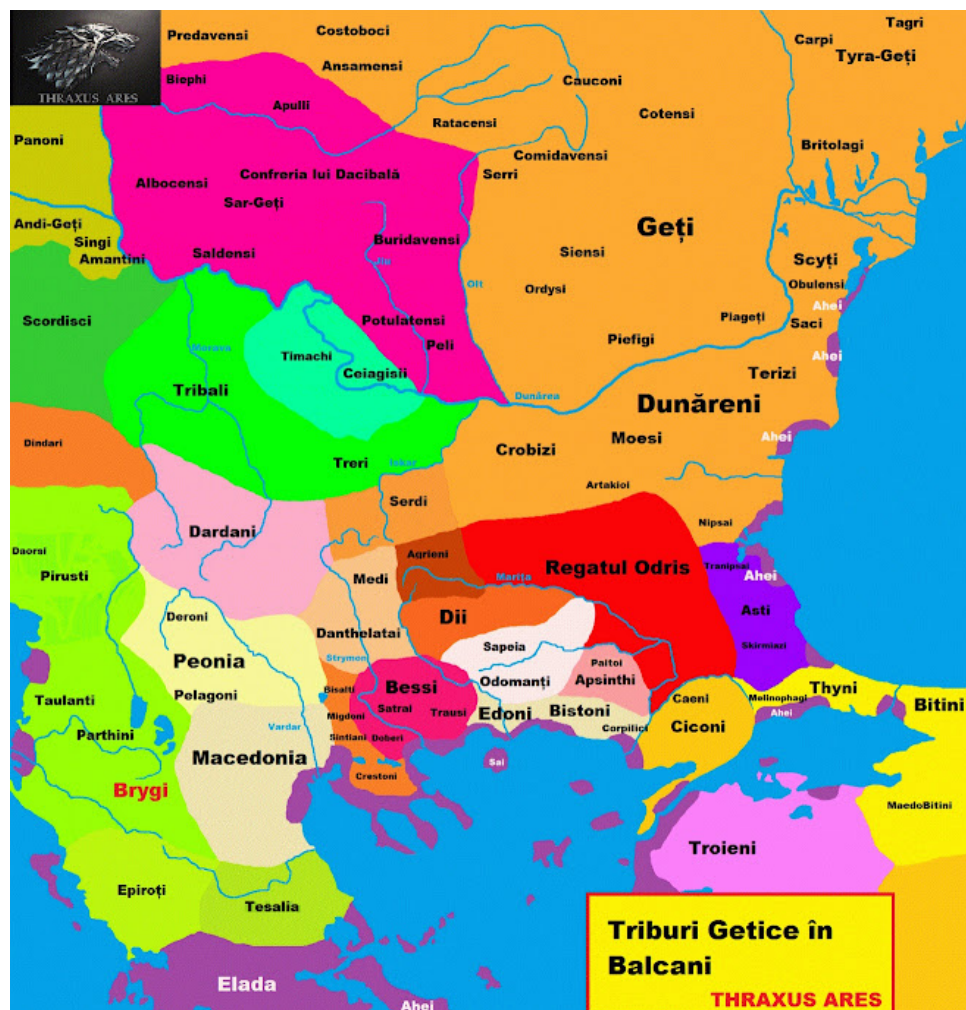 THRAXUS ARES
Predavensi
Costoboci
Ansamensi
Tagri
Carpi
Tyra-Geți
Biephi
Apulli
Cauconi
Cotensi
Ratacensi
Panoni
Britolagi
Comidavensi
Serri
Albocensi
Confreria lui Dacibală
Sar-Geți
Andi-Geți
Singi
Amantini
Saldensi
Buridavensi
Jiu
Geți
Siensi
Scyți
Obulensi
Olt
Ordysi
Ahei
Scordisci
Potulatensi
Peli
Piageți
Saci
Piefigi
Morava
Timachi
Ceiagisii
Ahei
Terizi
Tribali
Dunărea
Dunăreni
Moesi
Ahei
Dindari
Crobizi
Treri
Iskar
Artakioi
Serdi
Nipsai
Dardani
Daorsi
Pirusti
Agrieni
Medi
Regatul Odris
Marița
Tranipsai
Ahei
Deroni
Dii
Asti
Danthelatai
Skirmiazi
Peonia
Sapeia
Strymon
Paitoi
Odomanți
Apsinthi
Pelagoni
Bisalti
Bessi
Satrai
Trausi
Taulanti
Caeni
Melinophagi
Thyni
Bitini
Migdoni
Edoni
Bistoni
Ahei
Parthini
Vardar
Sintiani
Doberi
Corpilici
Ciconi
Macedonia
Sai
Crestoni
Brygi
MaedoBitini
Troieni
Epiroți
Tesalia
Triburi Getice în
Balcani
THRAXUS ARES
Elada
Ahei